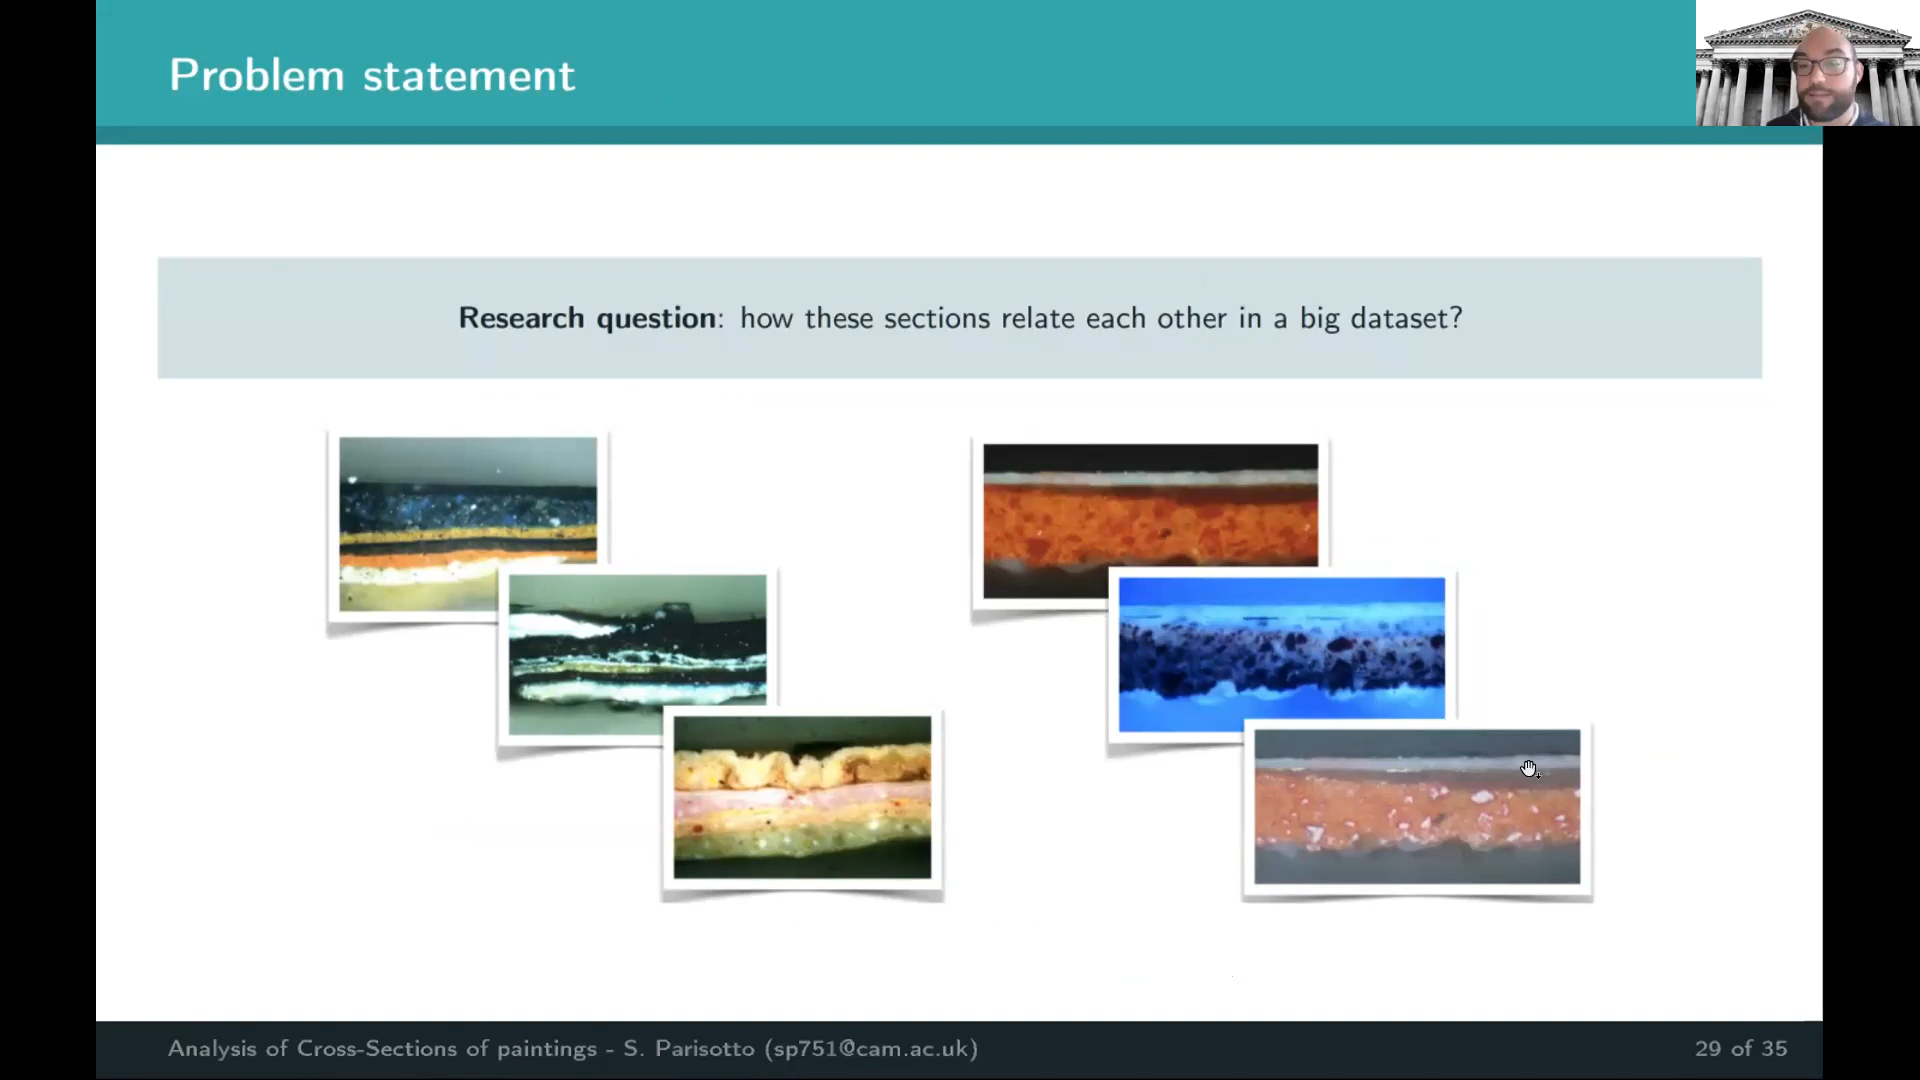 Problem statement
Research question: how these sections relate each other in a big dataset?
Analysis of Cross-Sections of paintings - S. Parisotto (sp751@cam.ac.uk)
29 of 35